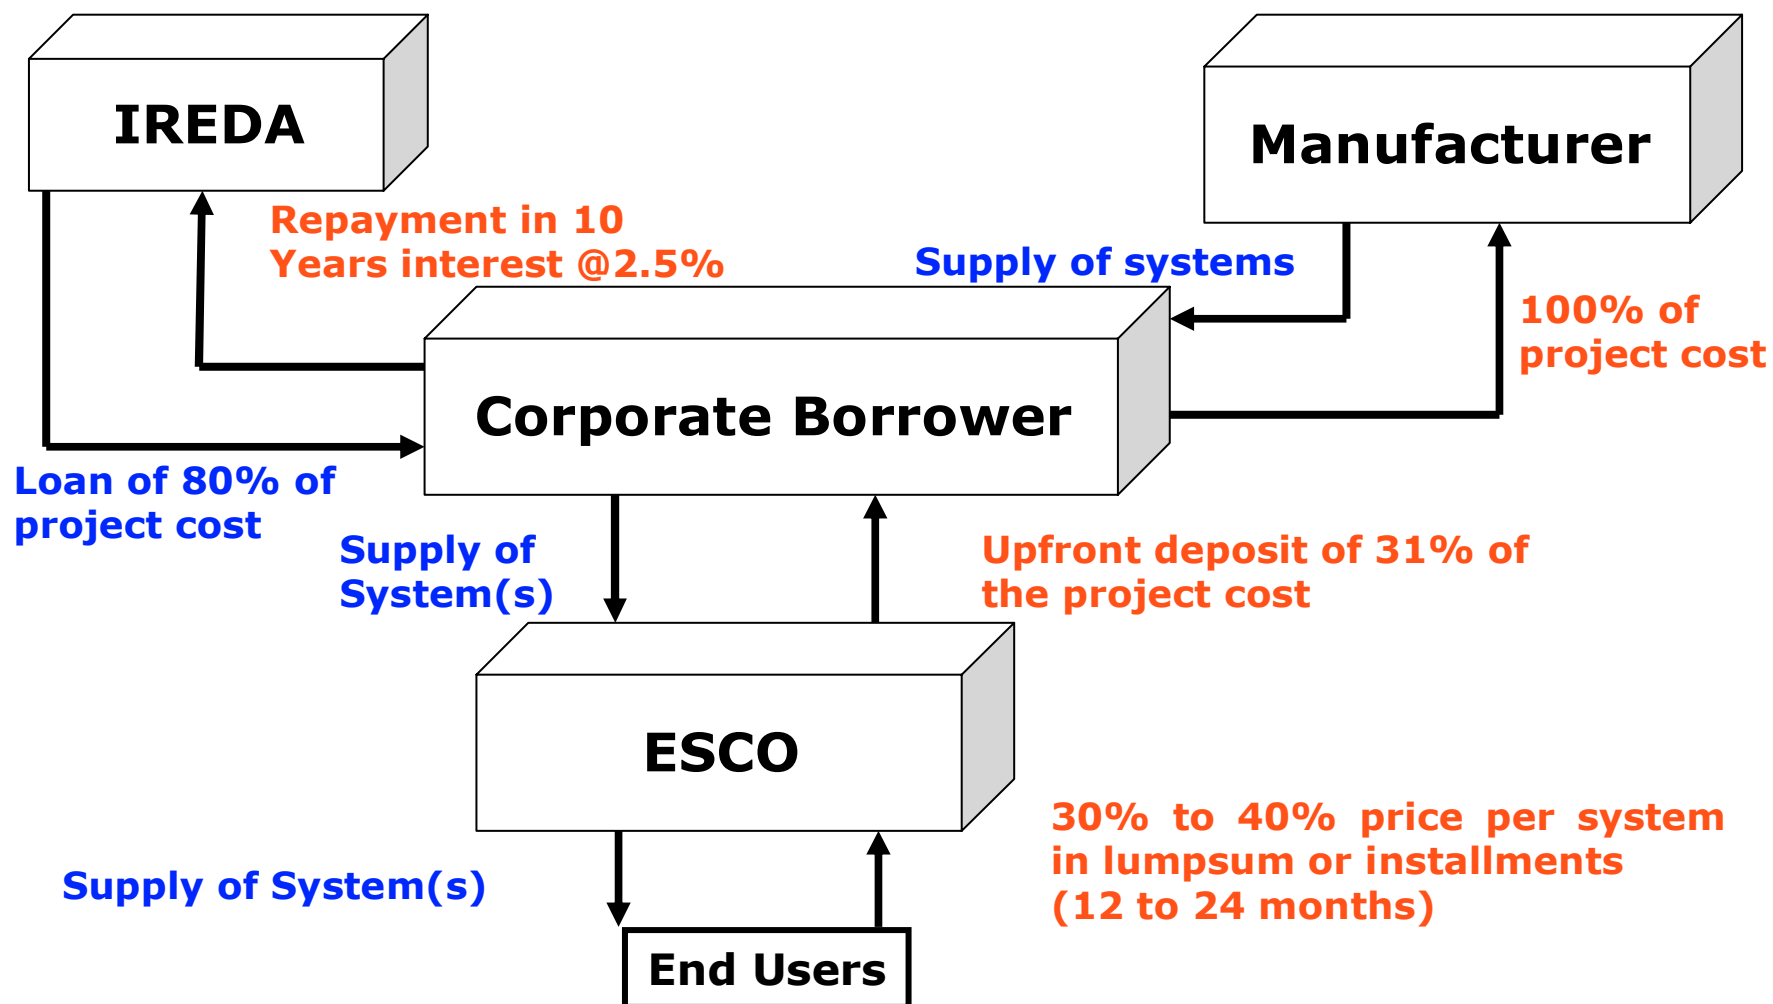 IREDA
Manufacturer
Repayment in 10
Years interest @2.5%
Supply of systems
100% of
project cost
Corporate Borrower
Loan of 80% of
project cost
Supply of
System(s)
Upfront deposit of 31% of
the project cost
ESCO
30% to 40% price per system
in lumpsum or installments
(12 to 24 months)
Supply of System(s)
End Users